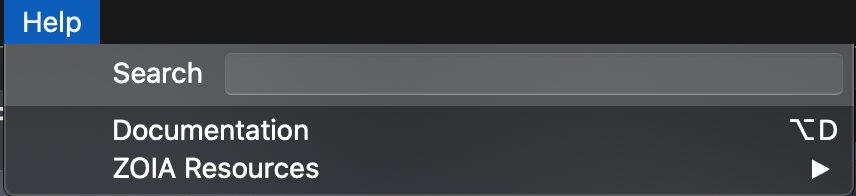 Help
Search
Documentation ⌥D
ZOIA Resources ▶